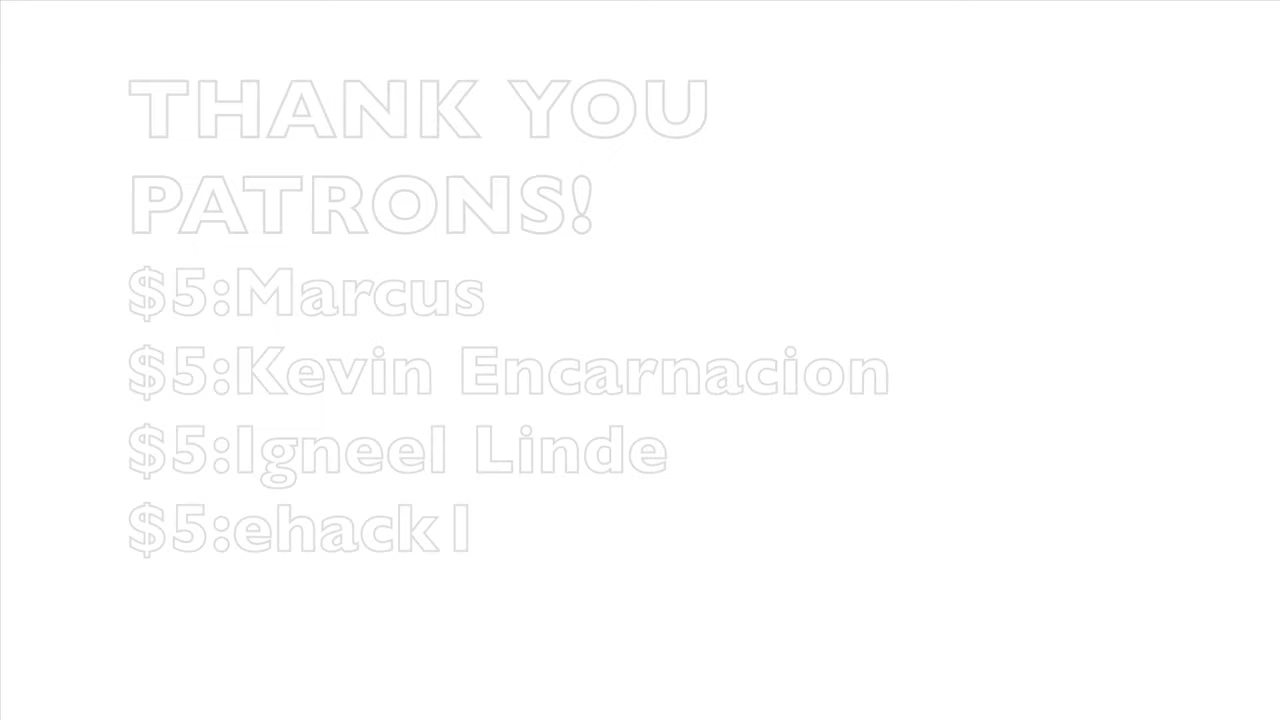 THANK YOU
PATRONS!
$5:Marcus
$5:Kevin Encarnacion
$5:Igneel Linde
$5:ehack1